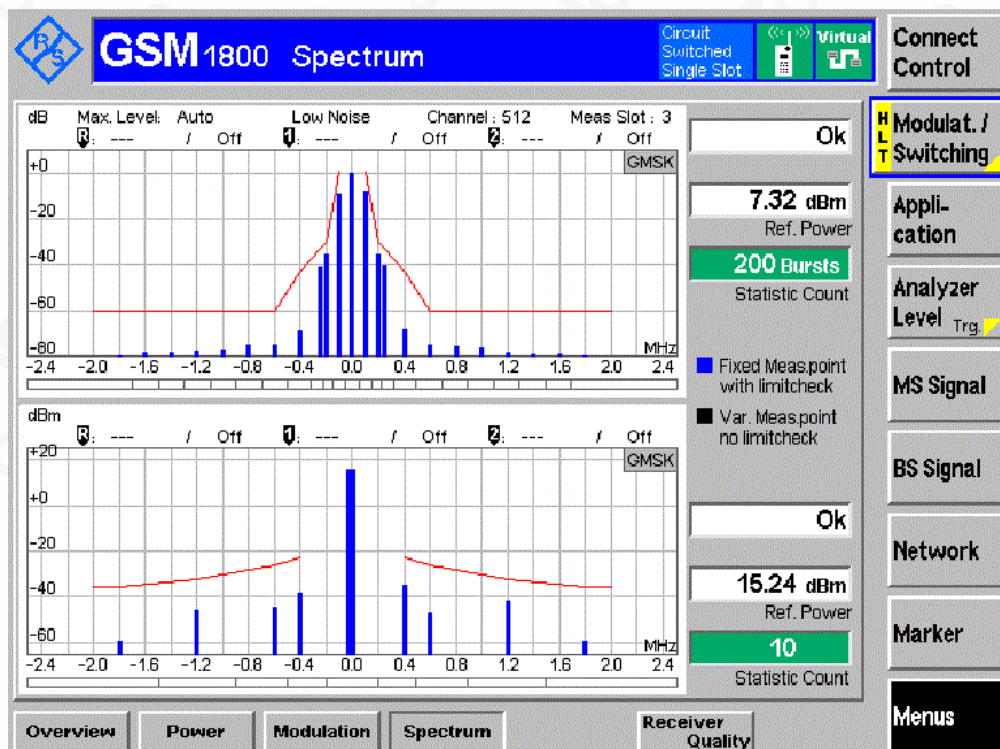 R/S
GSM 1800 Spectrum
Circuit Switched Single Slot
Virtual
Connect Control
dB Max. Level: Auto Low Noise Channel : 512 Meas Slot : 3
R: --- / Off 1: --- / Off 2: --- / Off
GMSK
+0
-20
-40
-60
-80
MHz
-2.4 -2.0 -1.6 -1.2 -0.8 -0.4 0.0 0.4 0.8 1.2 1.6 2.0 2.4
Ok
7.32 dBm
Ref. Power
200 Bursts
Statistic Count
Fixed Meas.point
with limitcheck
Var. Meas.point
no limitcheck
dBm
R: --- / Off 1: --- / Off 2: --- / Off
GMSK
+20
+0
-20
-40
-60
MHz
-2.4 -2.0 -1.6 -1.2 -0.8 -0.4 0.0 0.4 0.8 1.2 1.6 2.0 2.4
Ok
15.24 dBm
Ref. Power
10
Statistic Count
HLT
Modulat. /
Switching
Appli-
cation
Analyzer
Level Trg.
MS Signal
BS Signal
Network
Marker
Menus
Overview
Power
Modulation
Spectrum
Receiver
Quality